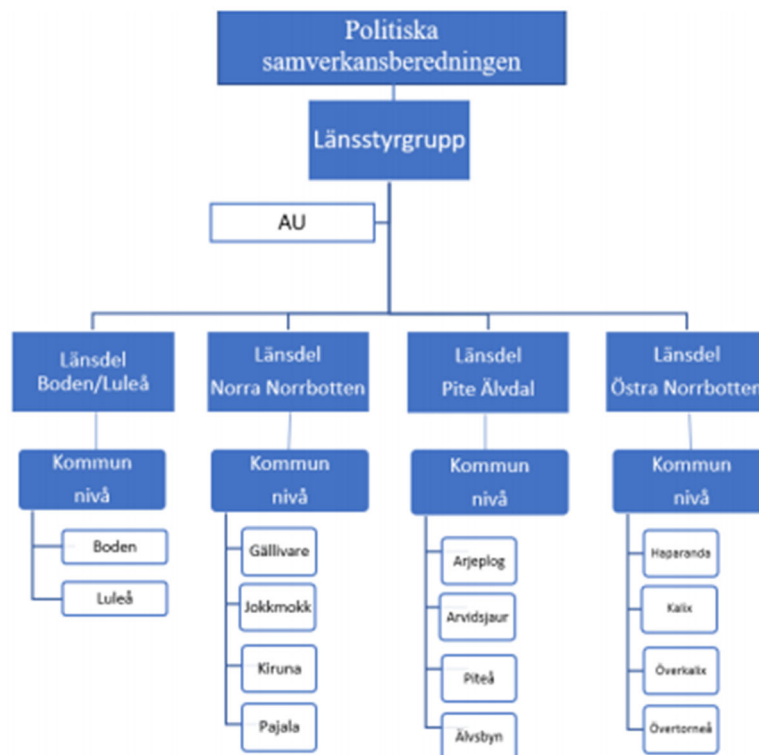 Politiska
samverkansberedningen
Länsstyrgrupp
AU
Länsdel
Boden/Luleå
Kommun
nivå
Boden
Luleå
Länsdel
Norra Norrbotten
Kommun
nivå
Gällivare
Jokkmokk
Kiruna
Pajala
Länsdel
Pite Älvdal
Kommun
nivå
Arjeplog
Arvidsjaur
Piteå
Älvsbyn
Länsdel
Östra Norrbotten
Kommun
nivå
Haparanda
Kalix
Överkalix
Övertorneå